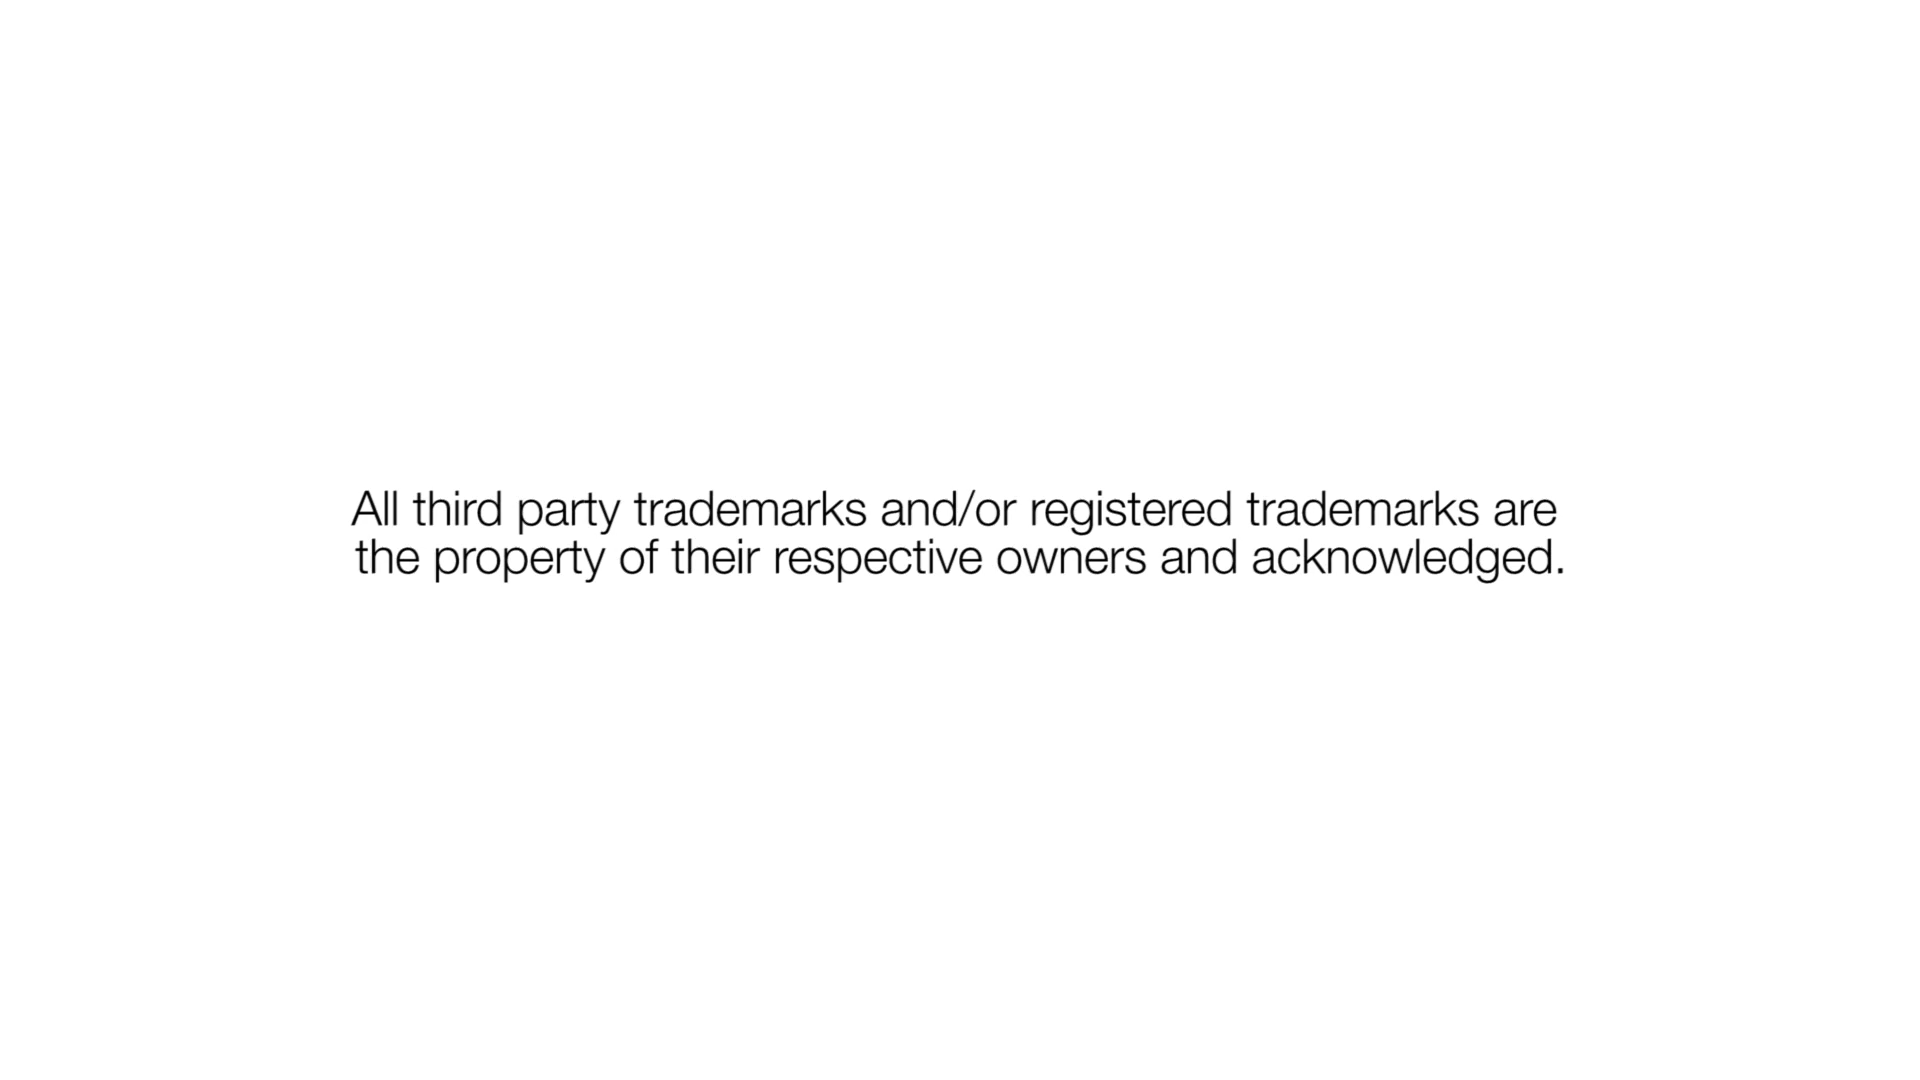 All third party trademarks and/or registered trademarks are
the property of their respective owners and acknowledged.